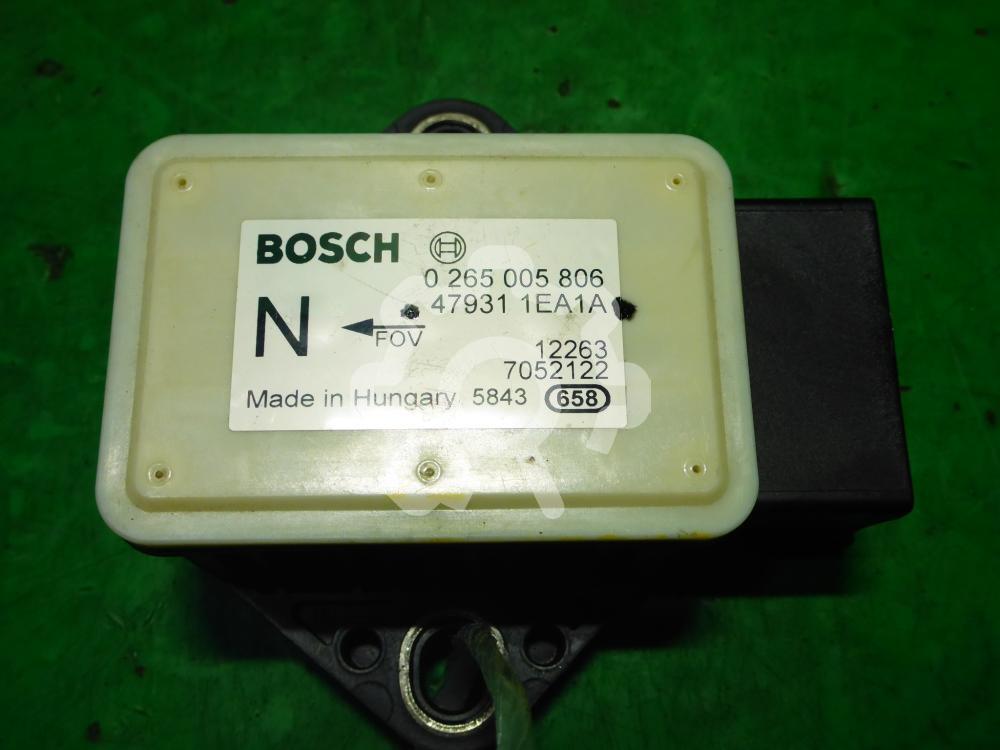 BOSCH
0 265 005 806
47931 1EA1A
N
FOV
12263
7052122
Made in Hungary 5843 658